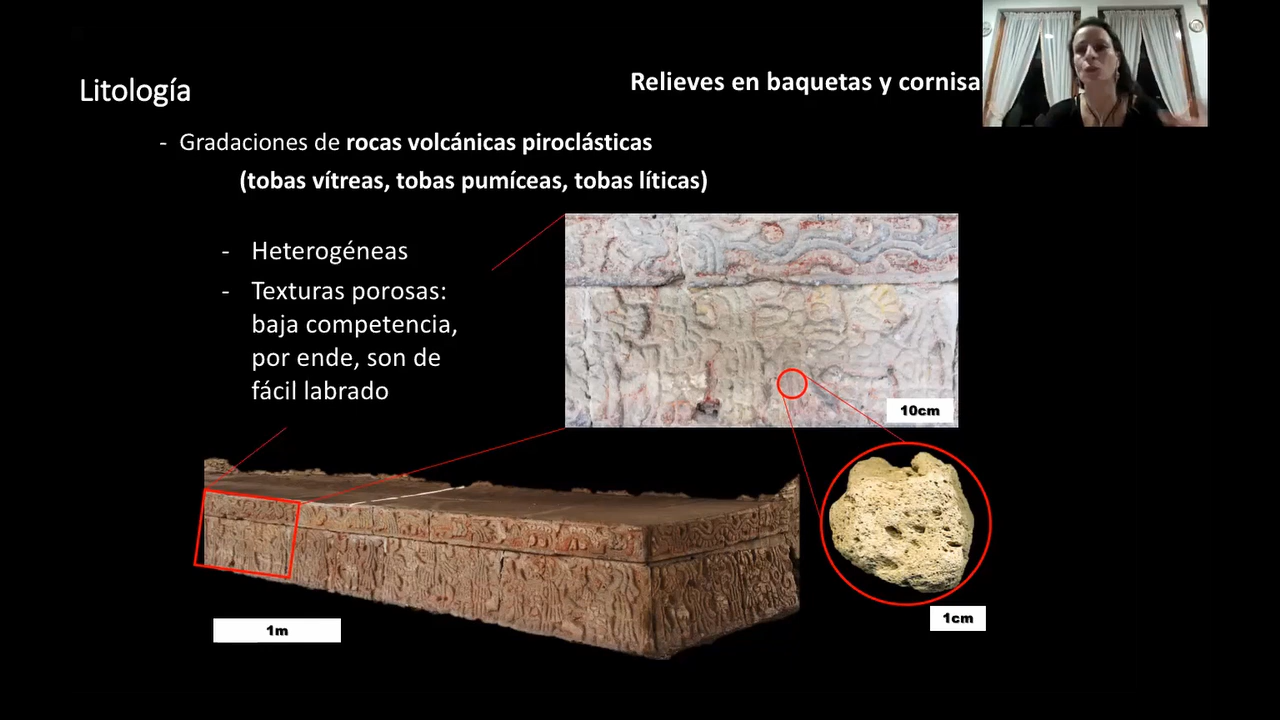 Litología
Relieves en baquetas y cornisa
- Gradaciones de rocas volcánicas piroclásticas
(tobas vítreas, tobas pumíceas, tobas líticas)
- Heterogéneas
- Texturas porosas:
baja competencia,
por ende, son de
fácil labrado
10cm
1m
1cm